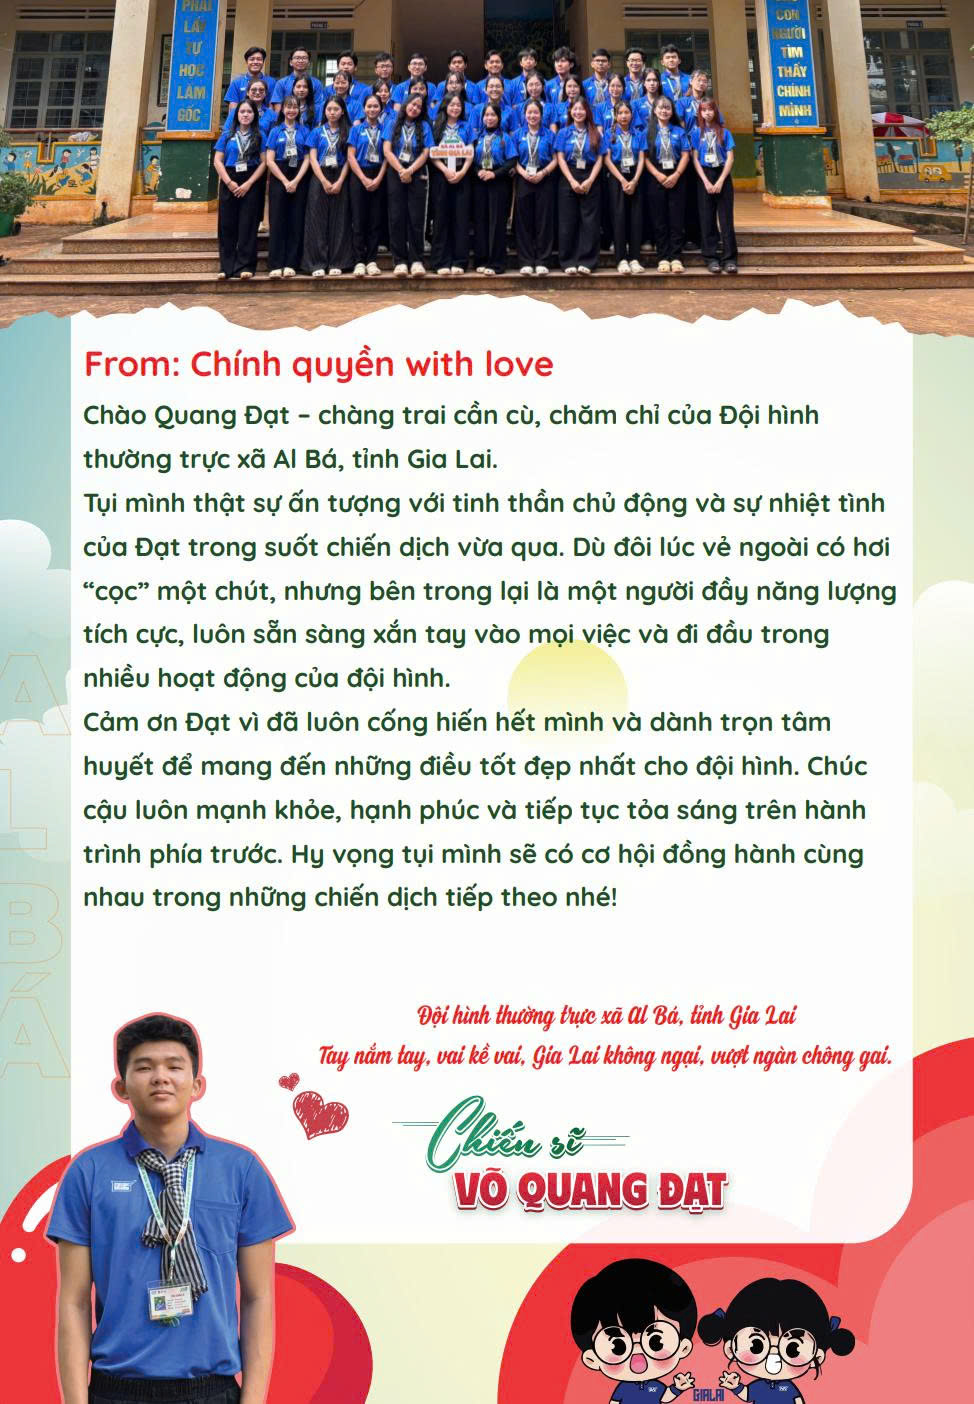 PHẢI
LẤY
TỰ
HỌC
LÀM
GỐC
CON
NGƯỜI
TÌM
THẤY
CHÍNH
MÌNH
XÃ AL BÁ
TỈNH GIA LAI
From: Chính quyền with love
Chào Quang Đạt – chàng trai cần cù, chăm chỉ của Đội hình
thường trực xã Al Bá, tỉnh Gia Lai.
Tụi mình thật sự ấn tượng với tinh thần chủ động và sự nhiệt tình
của Đạt trong suốt chiến dịch vừa qua. Dù đôi lúc vẻ ngoài có hơi
“cọc” một chút, nhưng bên trong lại là một người đầy năng lượng
tích cực, luôn sẵn sàng xắn tay vào mọi việc và đi đầu trong
nhiều hoạt động của đội hình.
Cảm ơn Đạt vì đã luôn cống hiến hết mình và dành trọn tâm
huyết để mang đến những điều tốt đẹp nhất cho đội hình. Chúc
cậu luôn mạnh khỏe, hạnh phúc và tiếp tục tỏa sáng trên hành
trình phía trước. Hy vọng tụi mình sẽ có cơ hội đồng hành cùng
nhau trong những chiến dịch tiếp theo nhé!
AL BÁ
Đội hình thường trực xã Al Bá, tỉnh Gia Lai
Tay nắm tay, vai kề vai, Gia Lai không ngại, vượt ngàn chông gai.
Chiến sĩ
VÕ QUANG ĐẠT
GIALAI